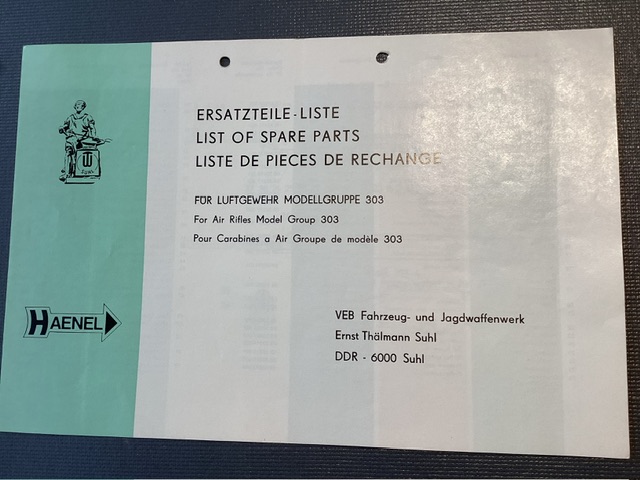 ERSATZTEILE-LISTE
LIST OF SPARE PARTS
LISTE DE PIECES DE RECHANGE
FÜR LUFTGEWEHR MODELLGRUPPE 303
For Air Rifles Model Group 303
Pour Carabines a Air Groupe de modèle 303
HAENEL
VEB Fahrzeug- und Jagdwaffenwerk
Ernst Thälmann Suhl
DDR - 6000 Suhl